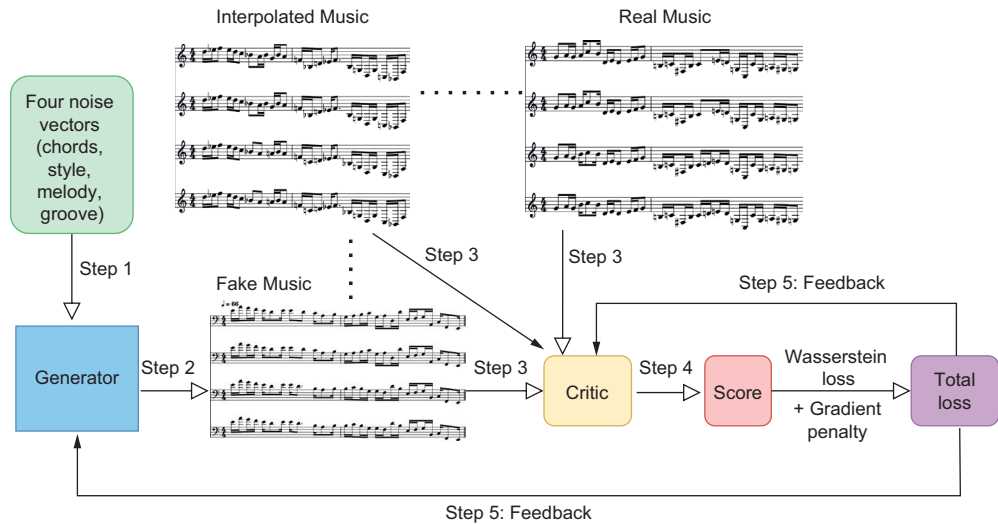 Interpolated Music
Real Music
Four noise
vectors
(chords,
style,
melody,
groove)
Step 1
Step 3
Step 3
Fake Music
♩ = 66
Step 5: Feedback
Generator
Step 2
Step 3
Critic
Step 4
Score
Wasserstein
loss
+ Gradient
penalty
Total
loss
Step 5: Feedback